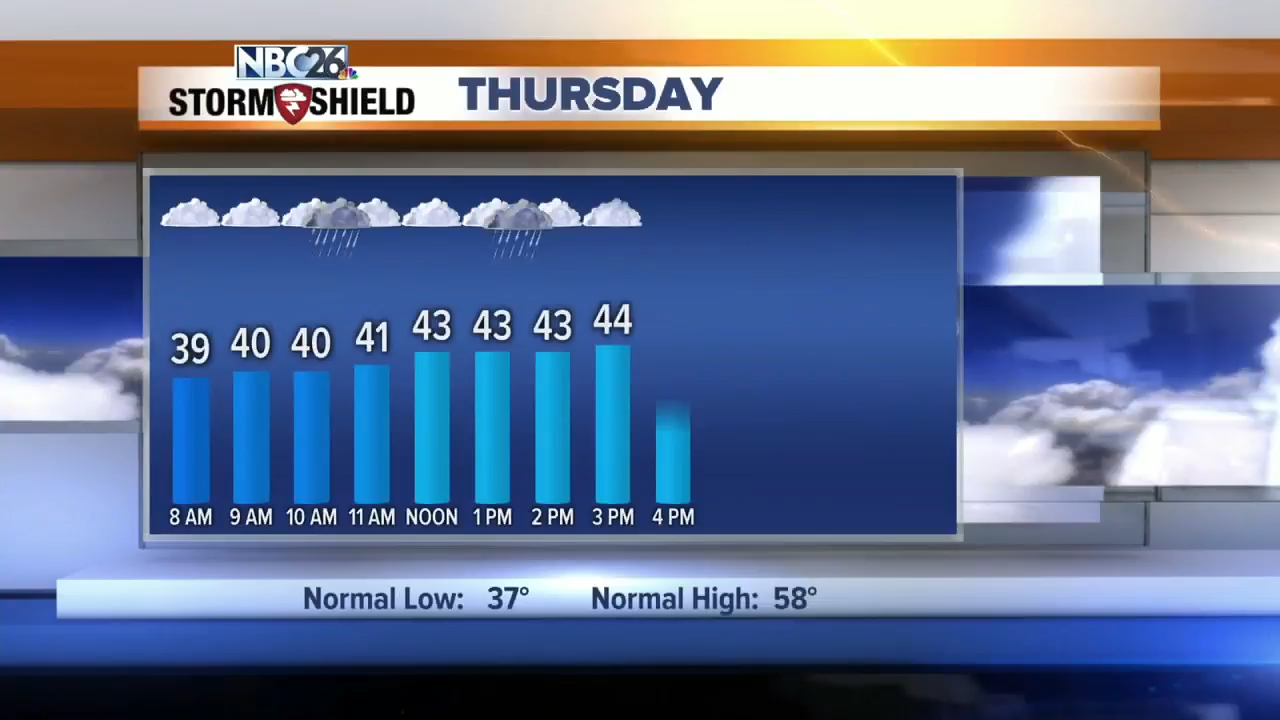 NBC26
STORM SHIELD
THURSDAY
39 40 40 41 43 43 43 44
8 AM 9 AM 10 AM 11 AM NOON 1 PM 2 PM 3 PM 4 PM
Normal Low: 37° Normal High: 58°